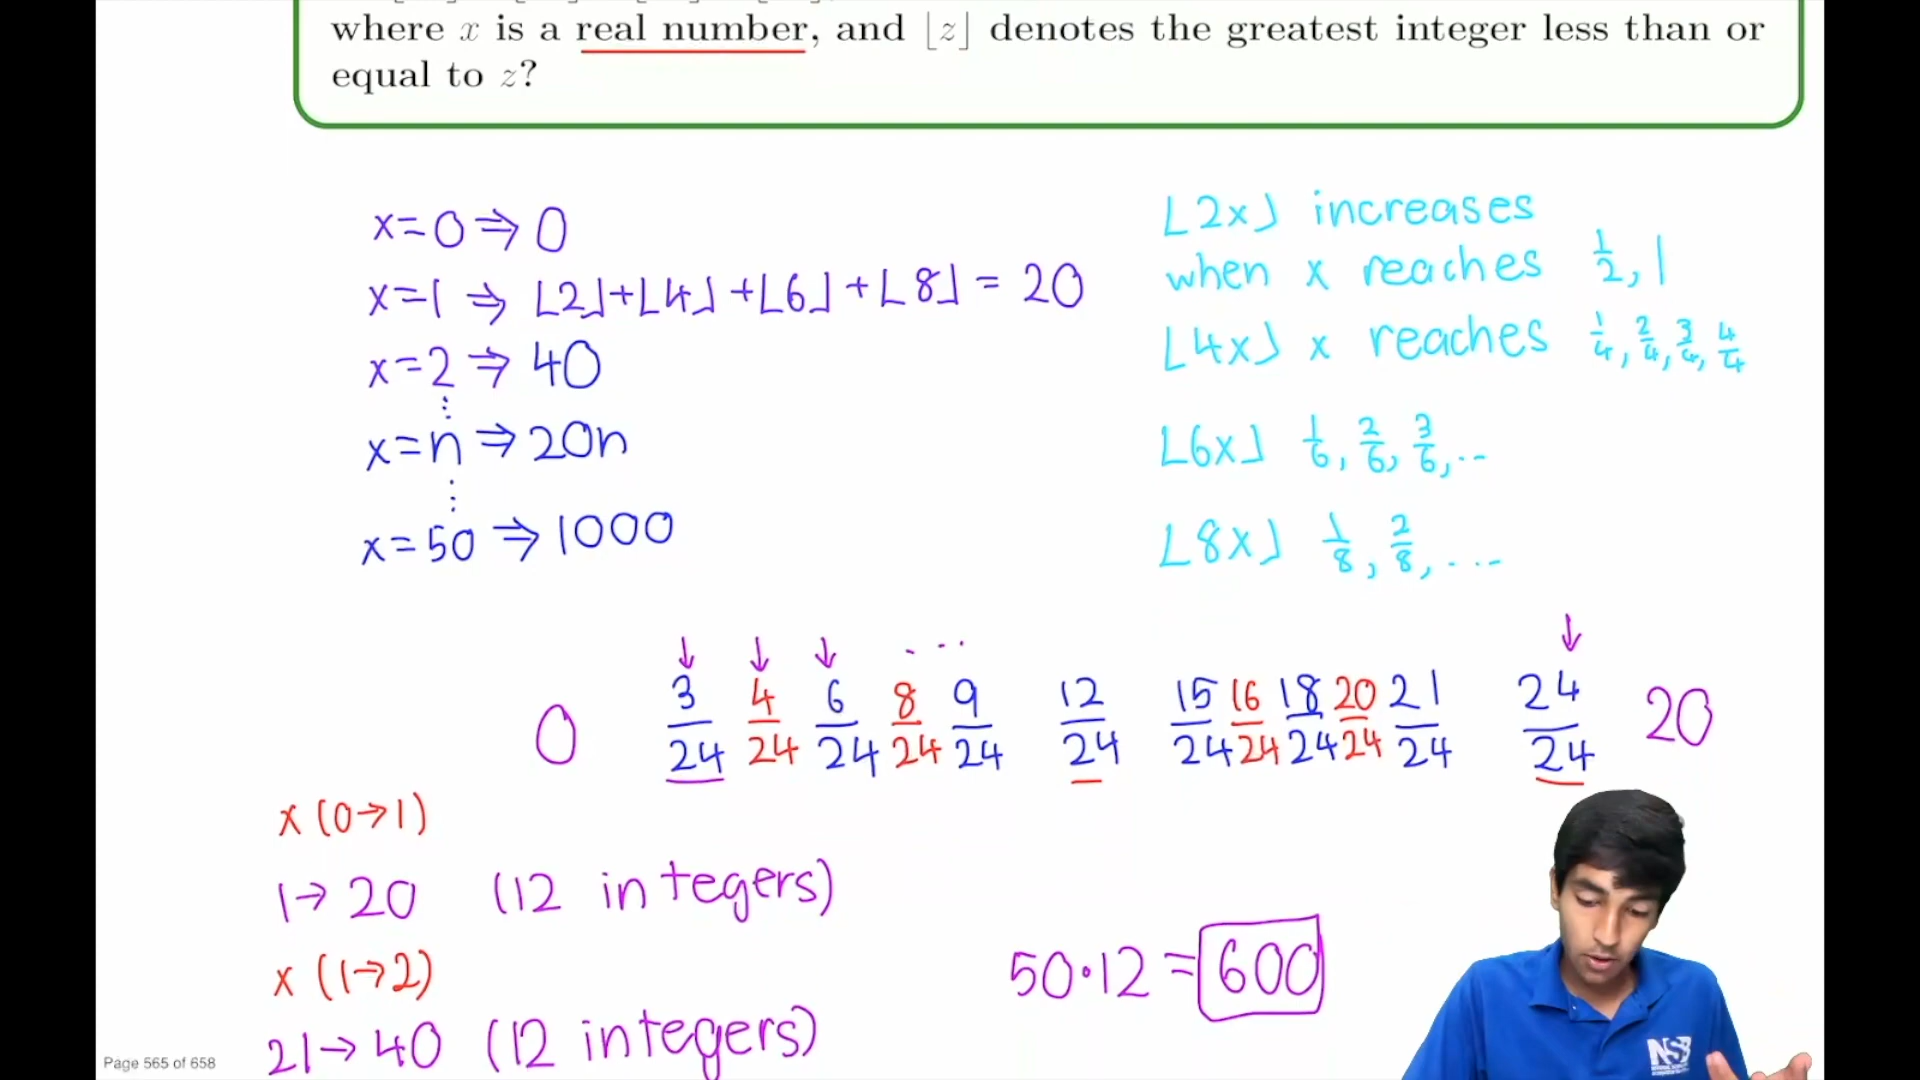 where x is a real number, and ⌊z⌋ denotes the greatest integer less than or
equal to z?
x=0 ⇒ 0
x=1 ⇒ ⌊2⌋+⌊4⌋+⌊6⌋+⌊8⌋ = 20
x=2 ⇒ 40
⋮
x=n ⇒ 20n
⋮
x=50 ⇒ 1000
⌊2x⌋ increases
when x reaches 1/2, 1
⌊4x⌋ x reaches 1/4, 2/4, 3/4, 4/4
⌊6x⌋ 1/6, 2/6, 3/6, ...
⌊8x⌋ 1/8, 2/8, ...
↓ ↓ ↓ ... ↓
0 3/24 4/24 6/24 8/24 9/24 12/24 15/24 16/24 18/24 20/24 21/24 24/24 20
x (0→1)
1→20 (12 integers)
x (1→2)
21→40 (12 integers)
50·12 = 600
Page 565 of 658
NSB